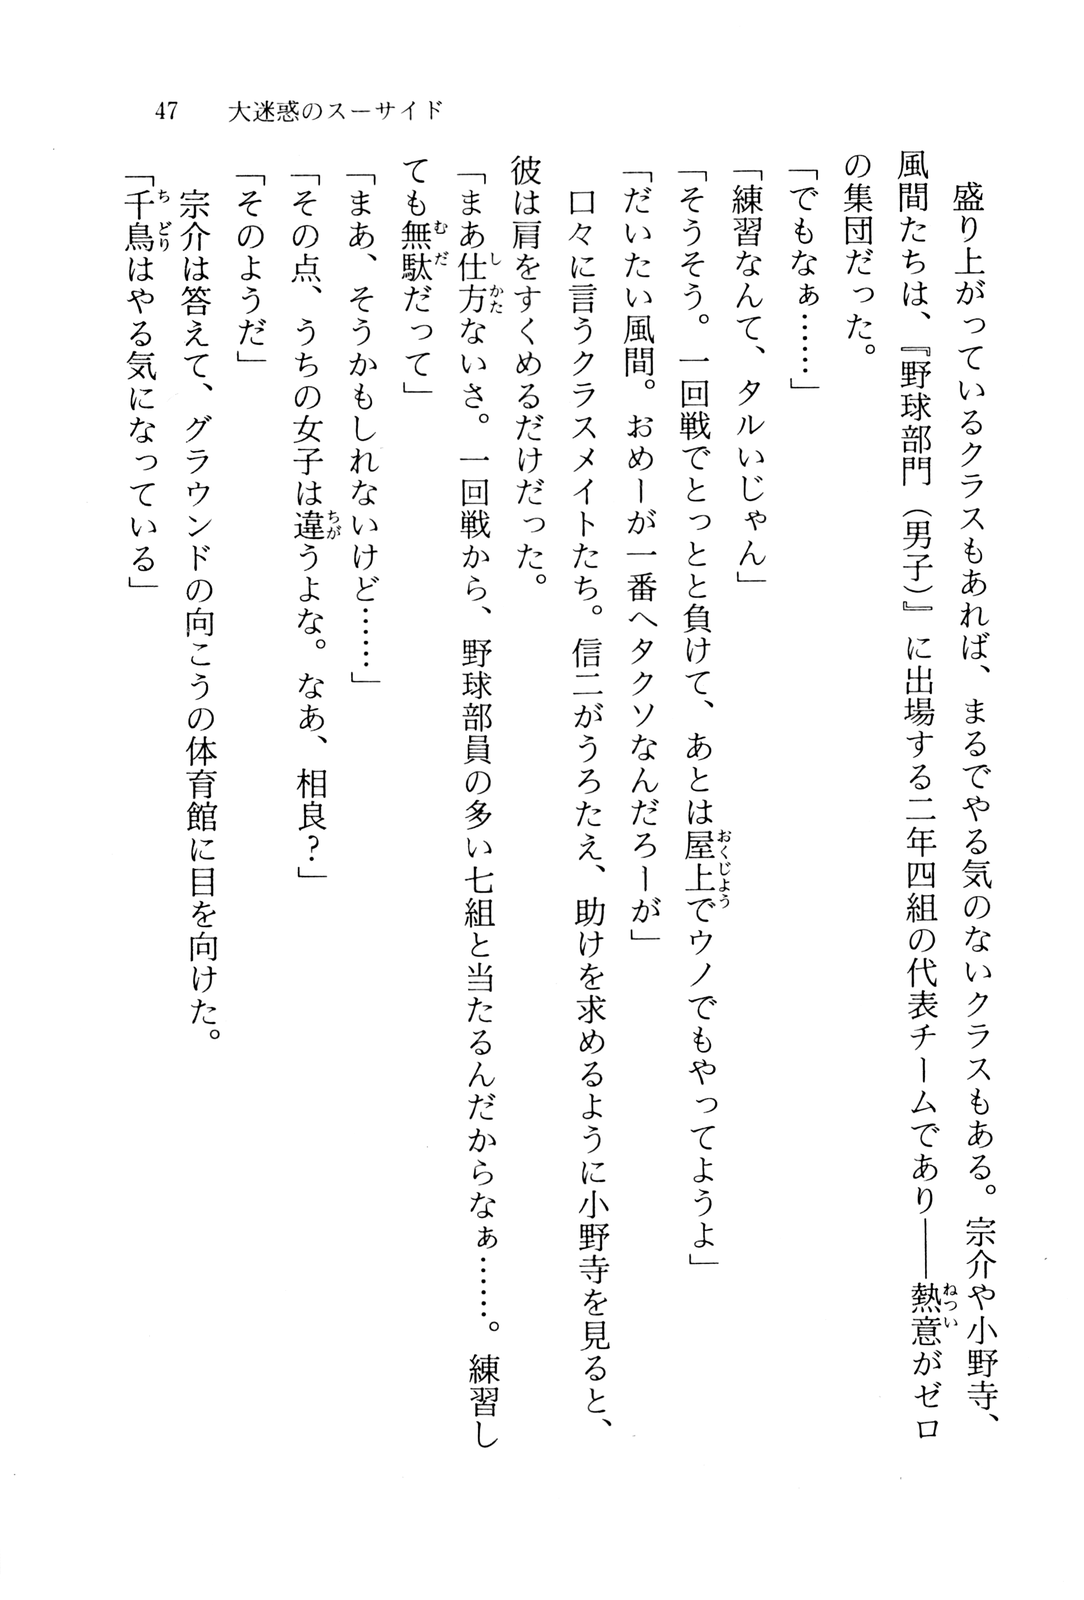 47　大迷惑のスーサイド
　盛り上がっているクラスもあれば、まるでやる気のないクラスもある。宗介や小野寺、
風間たちは、『野球部門（男子）』に出場する二年四組の代表チームであり――熱意がゼロ
の集団だった。
「でもなぁ……」
「練習なんて、タルいじゃん」
「そうそう。一回戦でとっとと負けて、あとは屋上でウノでもやってようよ」
「だいたい風間。おめーが一番ヘタクソなんだろーが」
　口々に言うクラスメイトたち。信二がうろたえ、助けを求めるように小野寺を見ると、
彼は肩をすくめるだけだった。
「まあ仕方ないさ。一回戦から、野球部員の多い七組と当たるんだからなぁ……。練習し
ても無駄だって」
「まあ、そうかもしれないけど……」
「その点、うちの女子は違うよな。なあ、相良？」
「そのようだ」
　宗介は答えて、グラウンドの向こうの体育館に目を向けた。
「千鳥はやる気になっている」